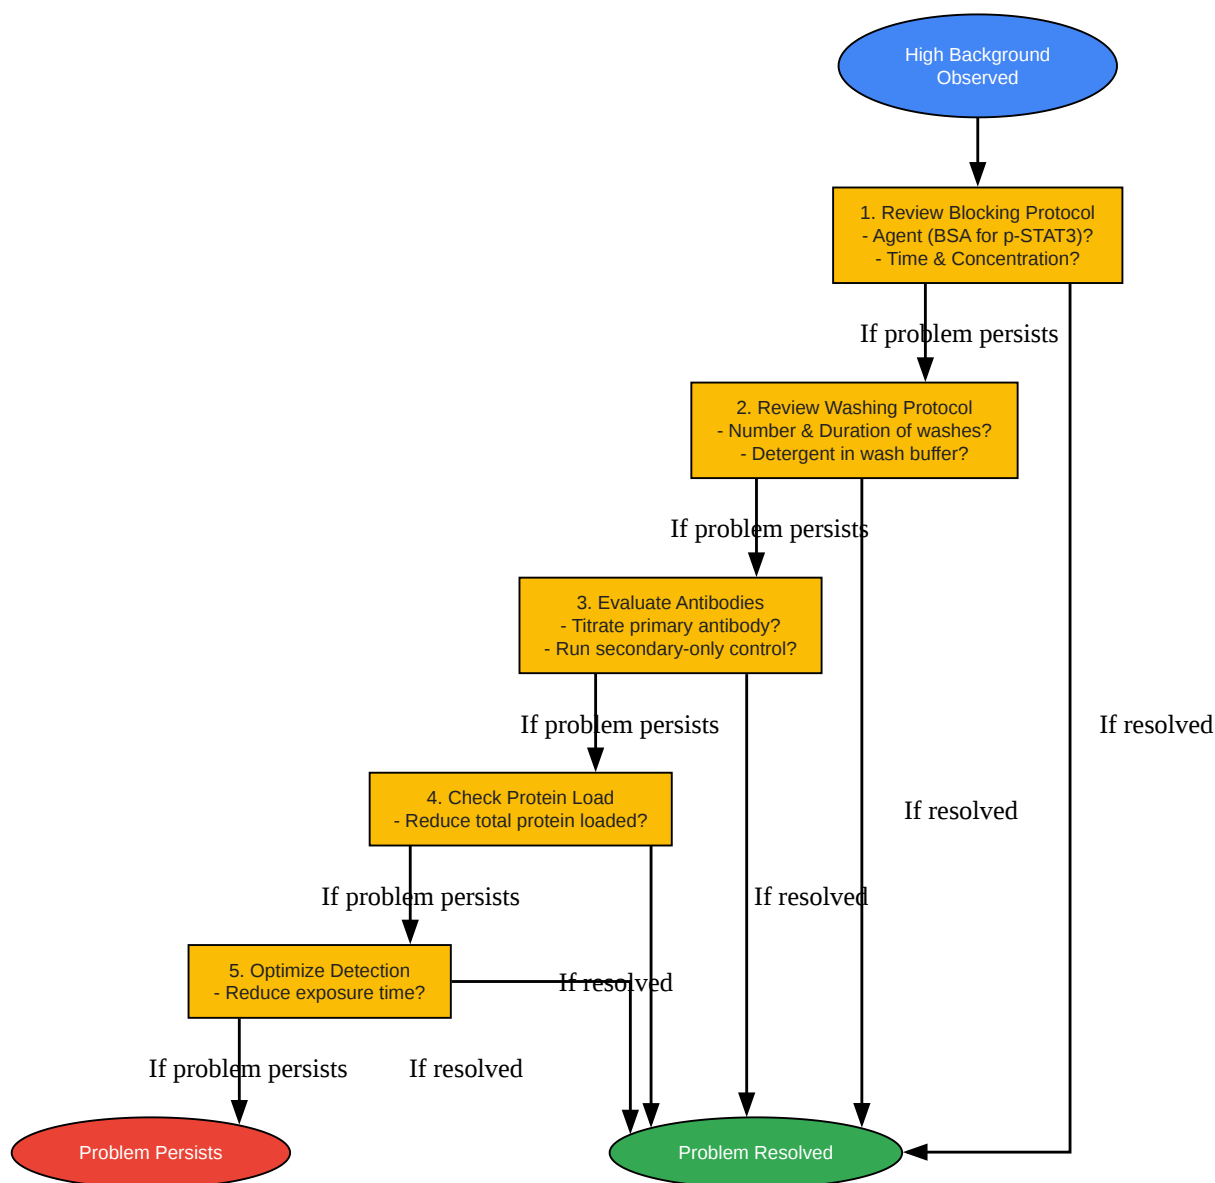 High Background
Observed
1. Review Blocking Protocol
- Agent (BSA for p-STAT3)?
- Time & Concentration?
If problem persists
2. Review Washing Protocol
- Number & Duration of washes?
- Detergent in wash buffer?
If problem persists
3. Evaluate Antibodies
- Titrate primary antibody?
- Run secondary-only control?
If problem persists
If resolved
4. Check Protein Load
- Reduce total protein loaded?
If resolved
If problem persists
If resolved
5. Optimize Detection
- Reduce exposure time?
If resolved
If problem persists
If resolved
Problem Persists
Problem Resolved